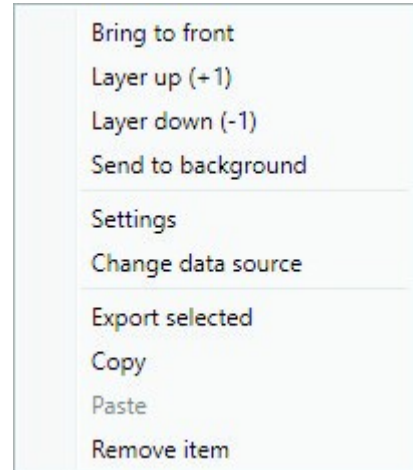 Bring to front
Layer up (+1)
Layer down (-1)
Send to background
Settings
Change data source
Export selected
Copy
Paste
Remove item